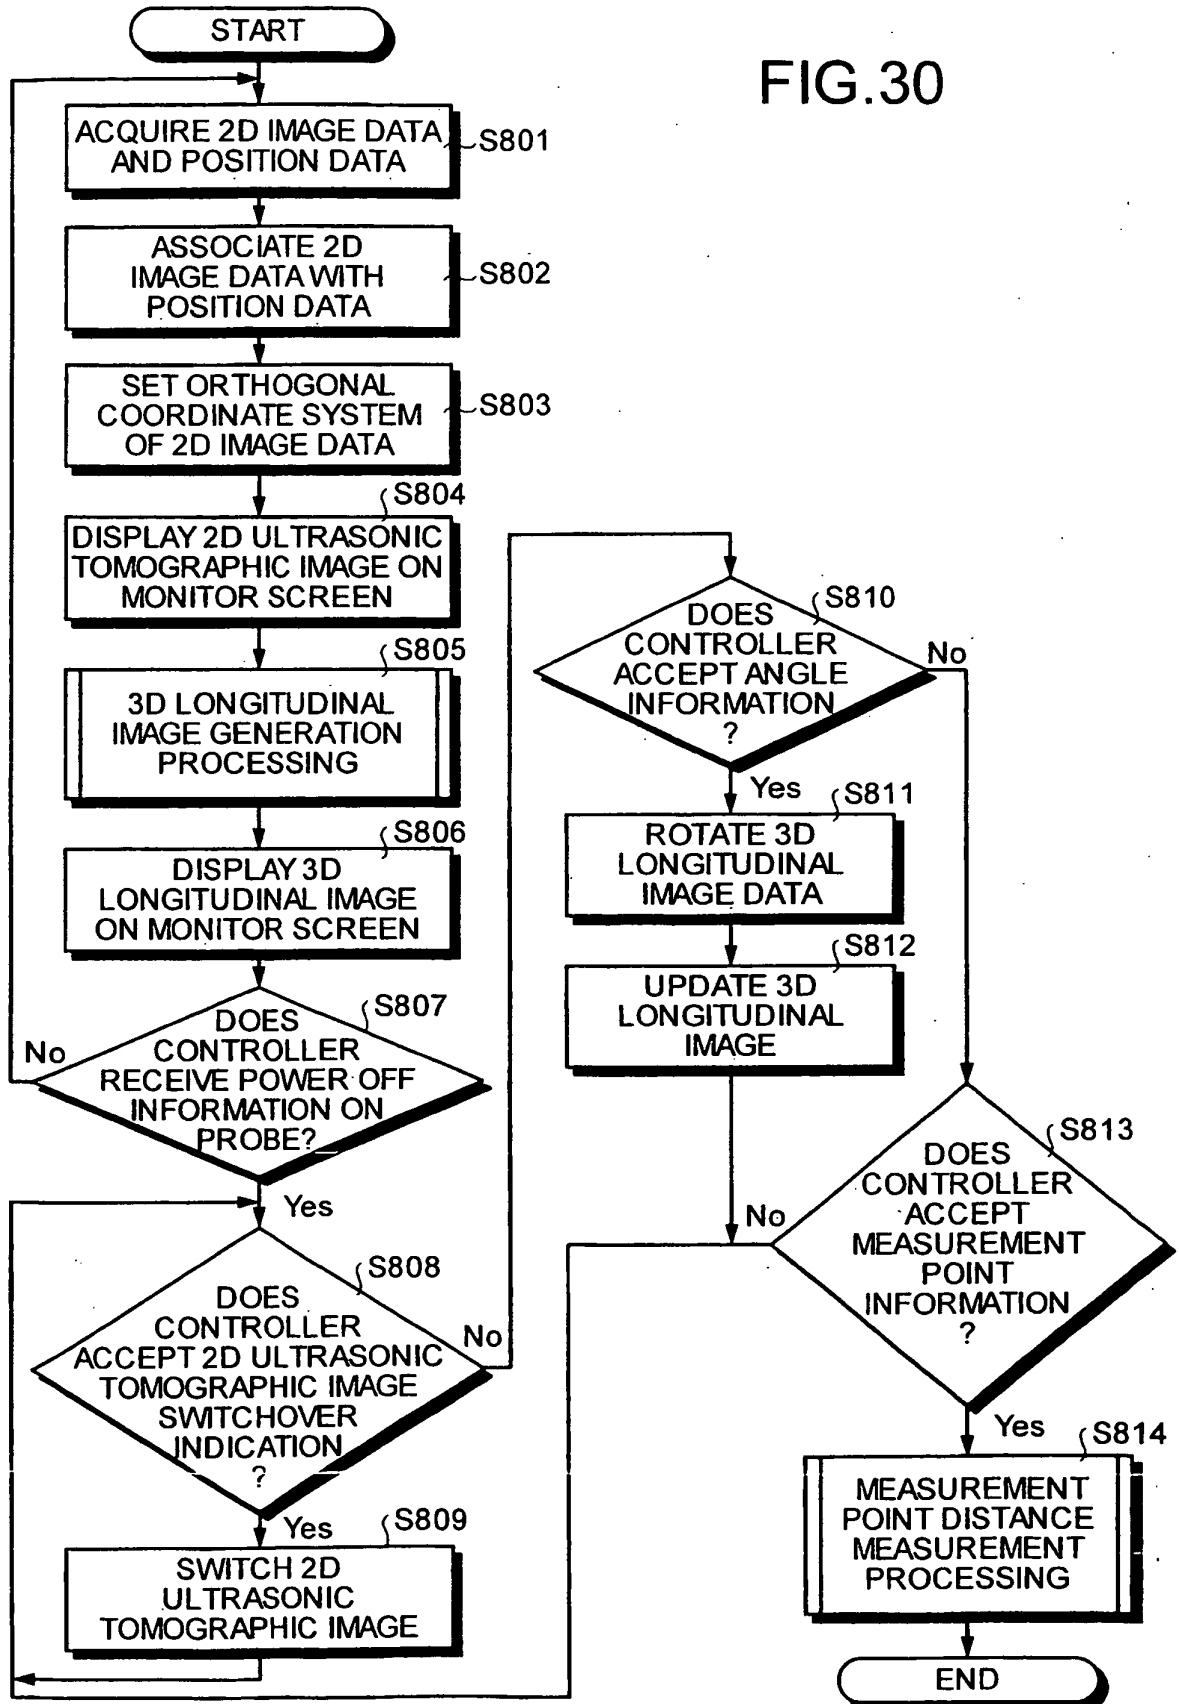 START
FIG.30
ACQUIRE 2D IMAGE DATA
AND POSITION DATA
S801
ASSOCIATE 2D
IMAGE DATA WITH
POSITION DATA
S802
SET ORTHOGONAL
COORDINATE SYSTEM
OF 2D IMAGE DATA
S803
S804
DISPLAY 2D ULTRASONIC
TOMOGRAPHIC IMAGE ON
MONITOR SCREEN
S805
3D LONGITUDINAL
IMAGE GENERATION
PROCESSING
S806
DISPLAY 3D
LONGITUDINAL IMAGE
ON MONITOR SCREEN
S807
DOES
CONTROLLER
RECEIVE POWER OFF
INFORMATION ON
PROBE?
No
Yes
S808
DOES
CONTROLLER
ACCEPT 2D ULTRASONIC
TOMOGRAPHIC IMAGE
SWITCHOVER
INDICATION
?
No
Yes
S809
SWITCH 2D
ULTRASONIC
TOMOGRAPHIC IMAGE
S810
DOES
CONTROLLER
ACCEPT ANGLE
INFORMATION
?
No
Yes
S811
ROTATE 3D
LONGITUDINAL
IMAGE DATA
S812
UPDATE 3D
LONGITUDINAL
IMAGE
S813
DOES
CONTROLLER
ACCEPT
MEASUREMENT
POINT
INFORMATION
?
No
Yes
S814
MEASUREMENT
POINT DISTANCE
MEASUREMENT
PROCESSING
END